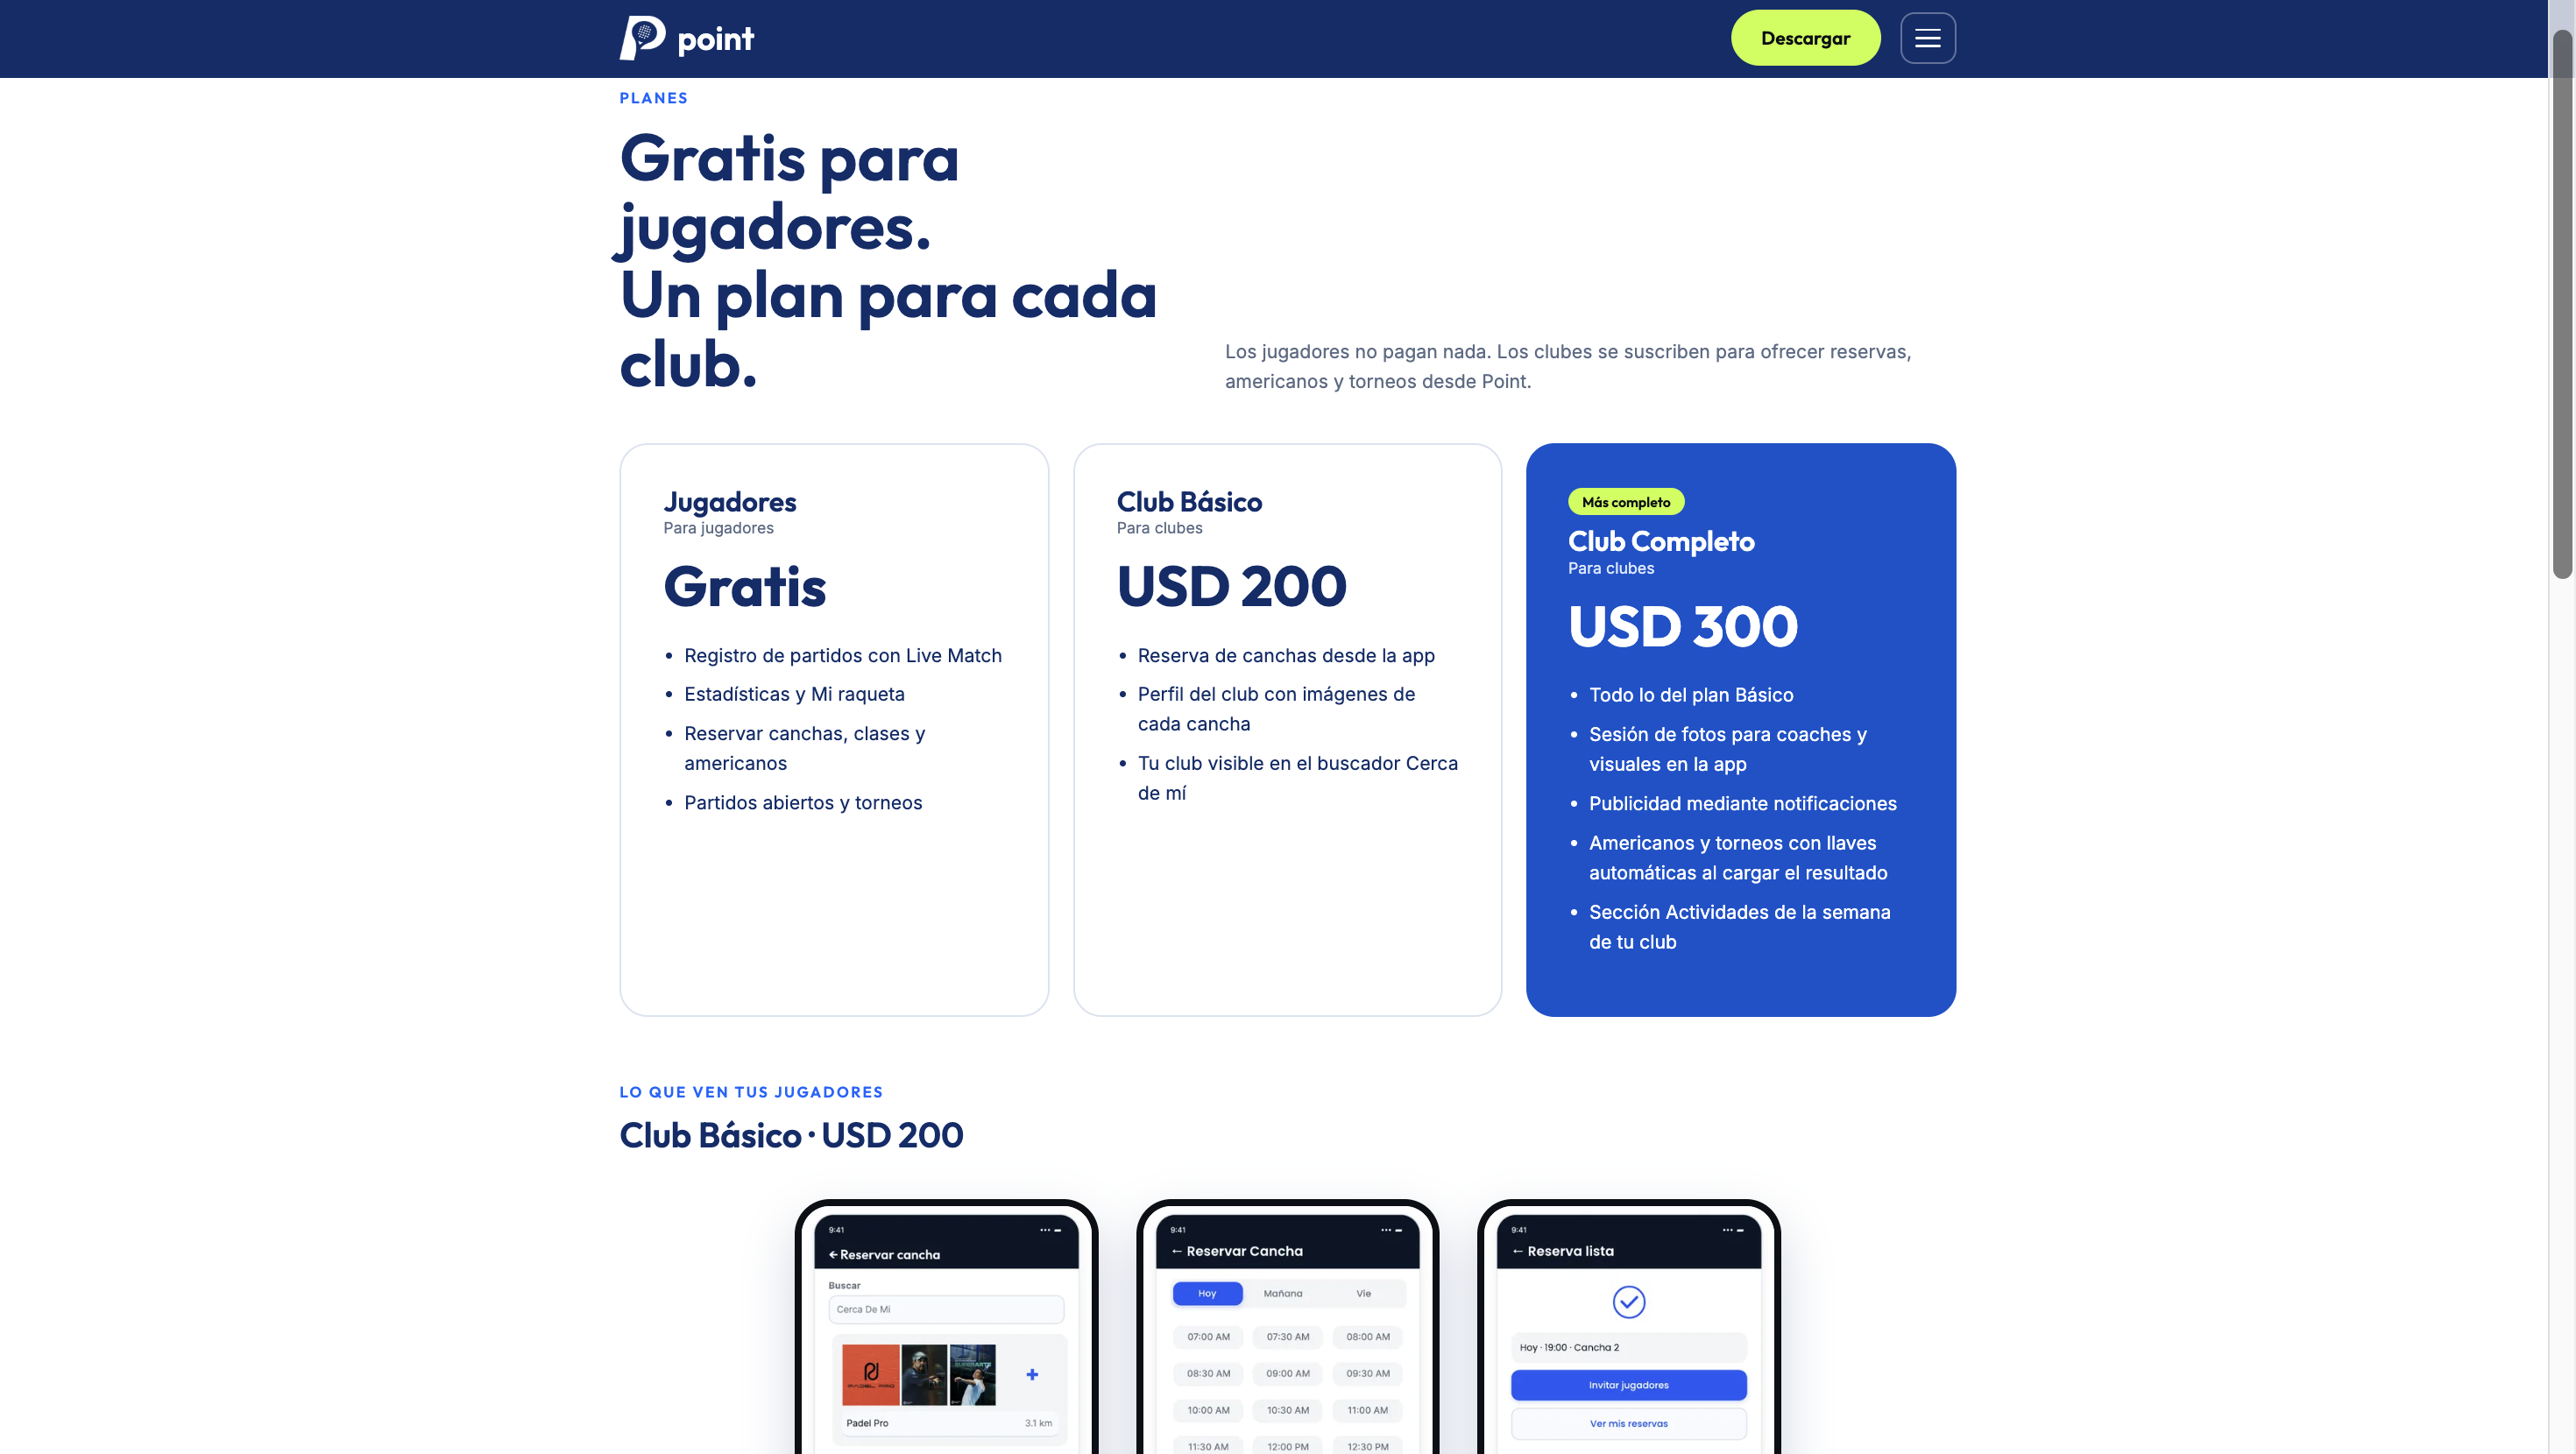 point
Descargar
PLANES
Gratis para
jugadores.
Un plan para cada
club.
Los jugadores no pagan nada. Los clubes se suscriben para ofrecer reservas,
americanos y torneos desde Point.
Jugadores
Para jugadores
Gratis
• Registro de partidos con Live Match
• Estadísticas y Mi raqueta
• Reservar canchas, clases y
americanos
• Partidos abiertos y torneos
Club Básico
Para clubes
USD 200
• Reserva de canchas desde la app
• Perfil del club con imágenes de
cada cancha
• Tu club visible en el buscador Cerca
de mí
Más completo
Club Completo
Para clubes
USD 300
• Todo lo del plan Básico
• Sesión de fotos para coaches y
visuales en la app
• Publicidad mediante notificaciones
• Americanos y torneos con llaves
automáticas al cargar el resultado
• Sección Actividades de la semana
de tu club
LO QUE VEN TUS JUGADORES
Club Básico · USD 200
9:41
← Reservar cancha
Buscar
Cerca De Mi
PADEL PRO
Padel Pro 3.1 km
9:41
← Reservar Cancha
Hoy Mañana Vie
07:00 AM 07:30 AM 08:00 AM
08:30 AM 09:00 AM 09:30 AM
10:00 AM 10:30 AM 11:00 AM
11:30 AM 12:00 PM 12:30 PM
9:41
← Reserva lista
Hoy · 19:00 · Cancha 2
Invitar jugadores
Ver mis reservas